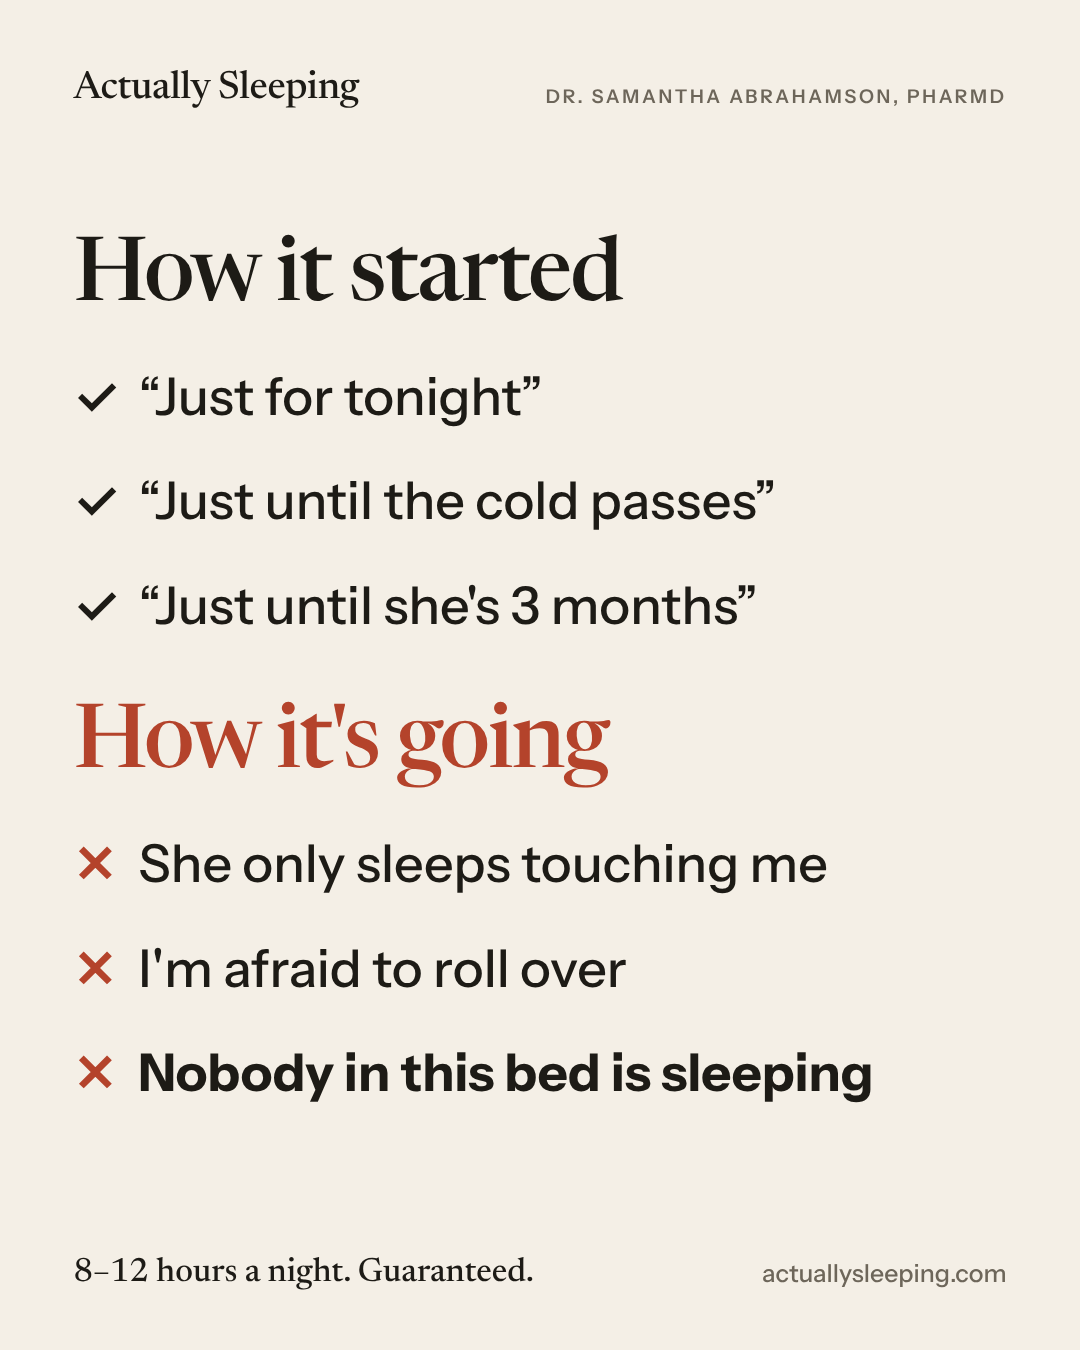 Actually Sleeping
DR. SAMANTHA ABRAHAMSON, PHARMD
How it started
✓ “Just for tonight”
✓ “Just until the cold passes”
✓ “Just until she's 3 months”
How it's going
✕ She only sleeps touching me
✕ I'm afraid to roll over
✕ Nobody in this bed is sleeping
8–12 hours a night. Guaranteed.
actuallysleeping.com